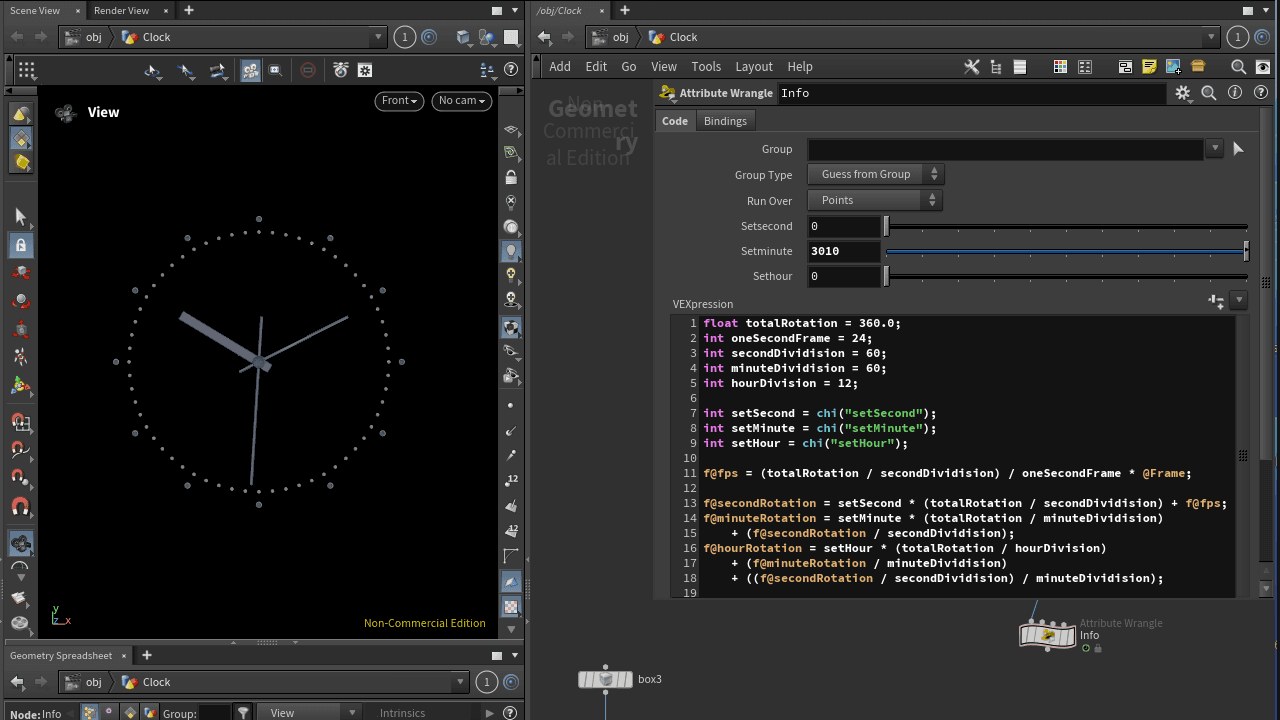 Scene View
Render View
/obj/Clock
obj
Clock
1
obj
Clock
1
Add
Edit
Go
View
Tools
Layout
Help
View
Front
No cam
Geometry
Non-Commercial Edition
Attribute Wrangle
Info
Code
Bindings
Group
Group Type
Guess from Group
Run Over
Points
Setsecond
0
Setminute
3010
Sethour
0
VEXpression
1 float totalRotation = 360.0;
2 int oneSecondFrame = 24;
3 int secondDividision = 60;
4 int minuteDividision = 60;
5 int hourDivision = 12;
6
7 int setSecond = chi("setSecond");
8 int setMinute = chi("setMinute");
9 int setHour = chi("setHour");
10
11 f@fps = (totalRotation / secondDividision) / oneSecondFrame * @Frame;
12
13 f@secondRotation = setSecond * (totalRotation / secondDividision) + f@fps;
14 f@minuteRotation = setMinute * (totalRotation / minuteDividision)
15 + (f@secondRotation / secondDividision);
16 f@hourRotation = setHour * (totalRotation / hourDivision)
17 + (f@minuteRotation / minuteDividision)
18 + ((f@secondRotation / secondDividision) / minuteDividision);
19
12
12
y
z x
Non-Commercial Edition
Attribute Wrangle
Info
box3
Geometry Spreadsheet
obj
Clock
1
Node: Info
Group:
View
Intrinsics